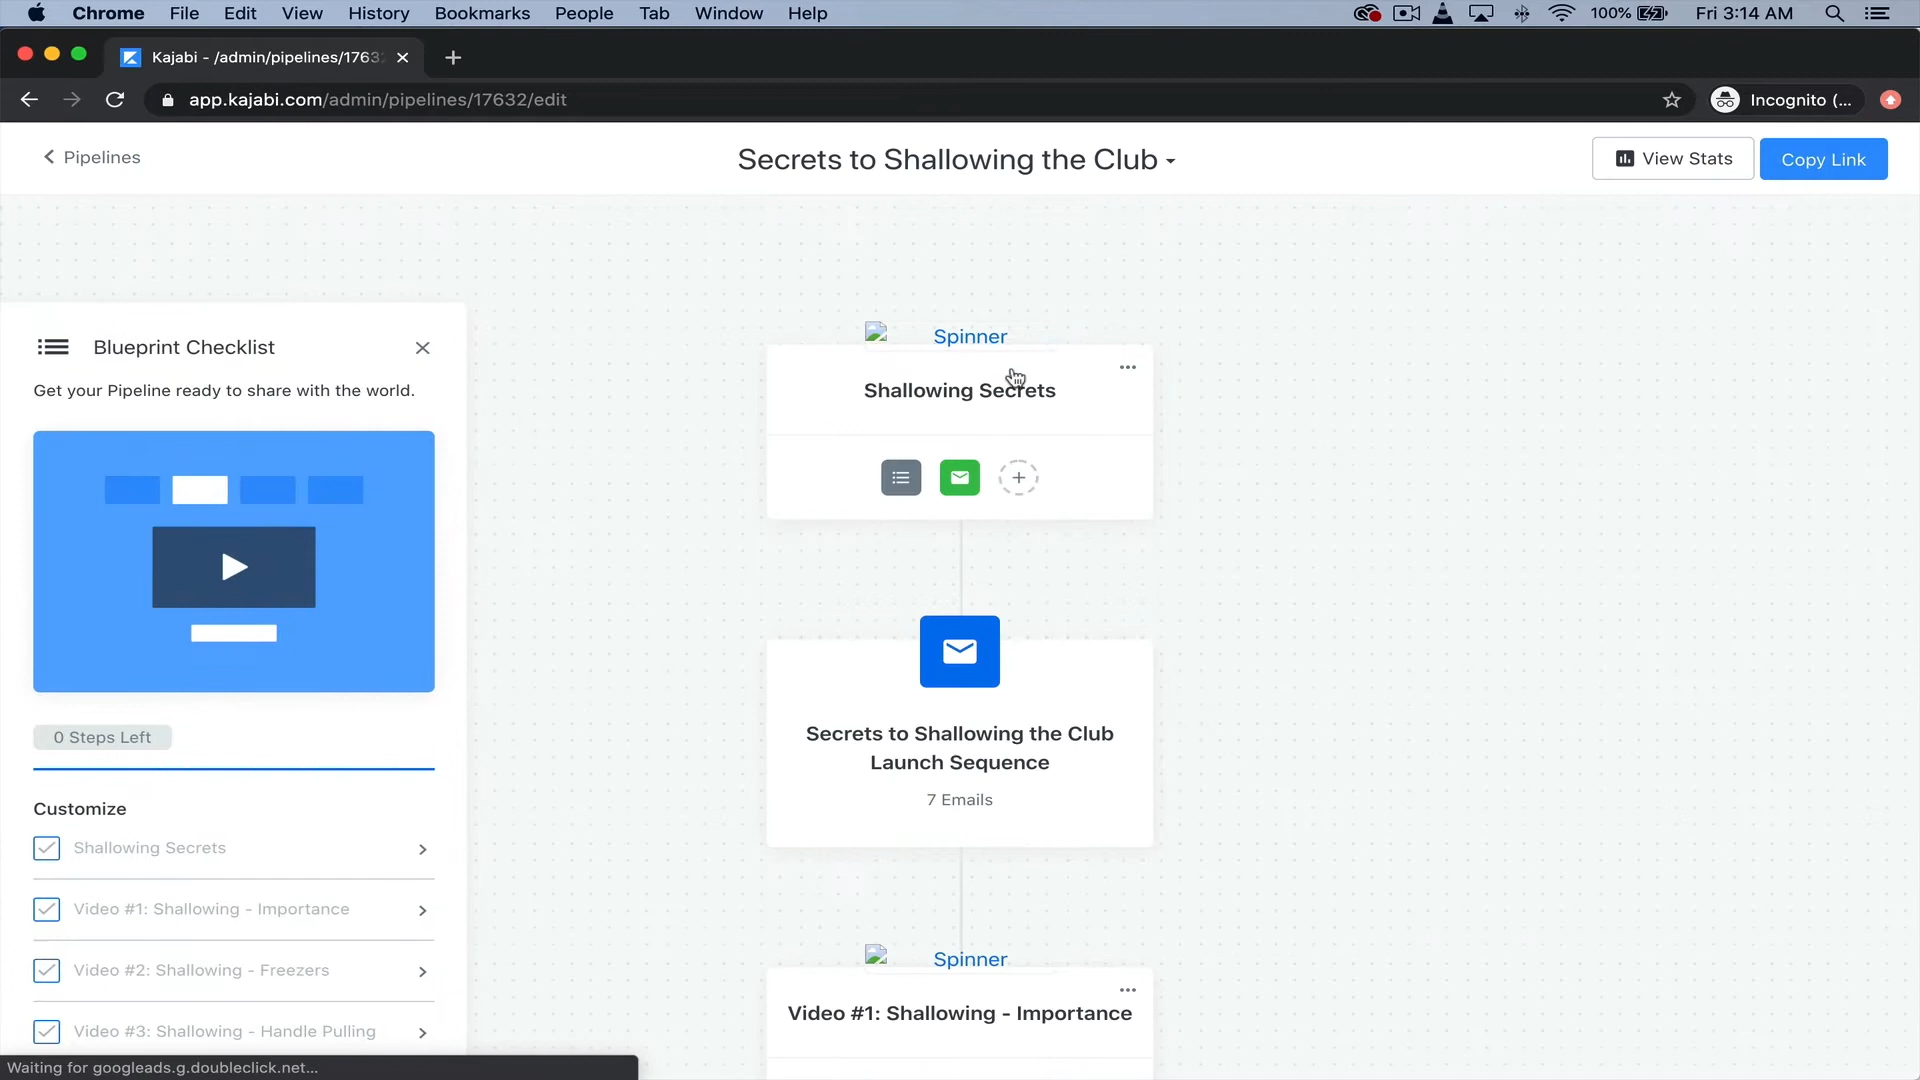 Chrome File Edit View History Bookmarks People Tab Window Help 100% Fri 3:14 AM
Kajabi - /admin/pipelines/1763
app.kajabi.com/admin/pipelines/17632/edit Incognito (...
Pipelines
Secrets to Shallowing the Club
View Stats
Copy Link
Blueprint Checklist
Get your Pipeline ready to share with the world.
0 Steps Left
Customize
Shallowing Secrets
Video #1: Shallowing - Importance
Video #2: Shallowing - Freezers
Video #3: Shallowing - Handle Pulling
Spinner
Shallowing Secrets
Secrets to Shallowing the Club
Launch Sequence
7 Emails
Spinner
Video #1: Shallowing - Importance
Waiting for googleads.g.doubleclick.net...